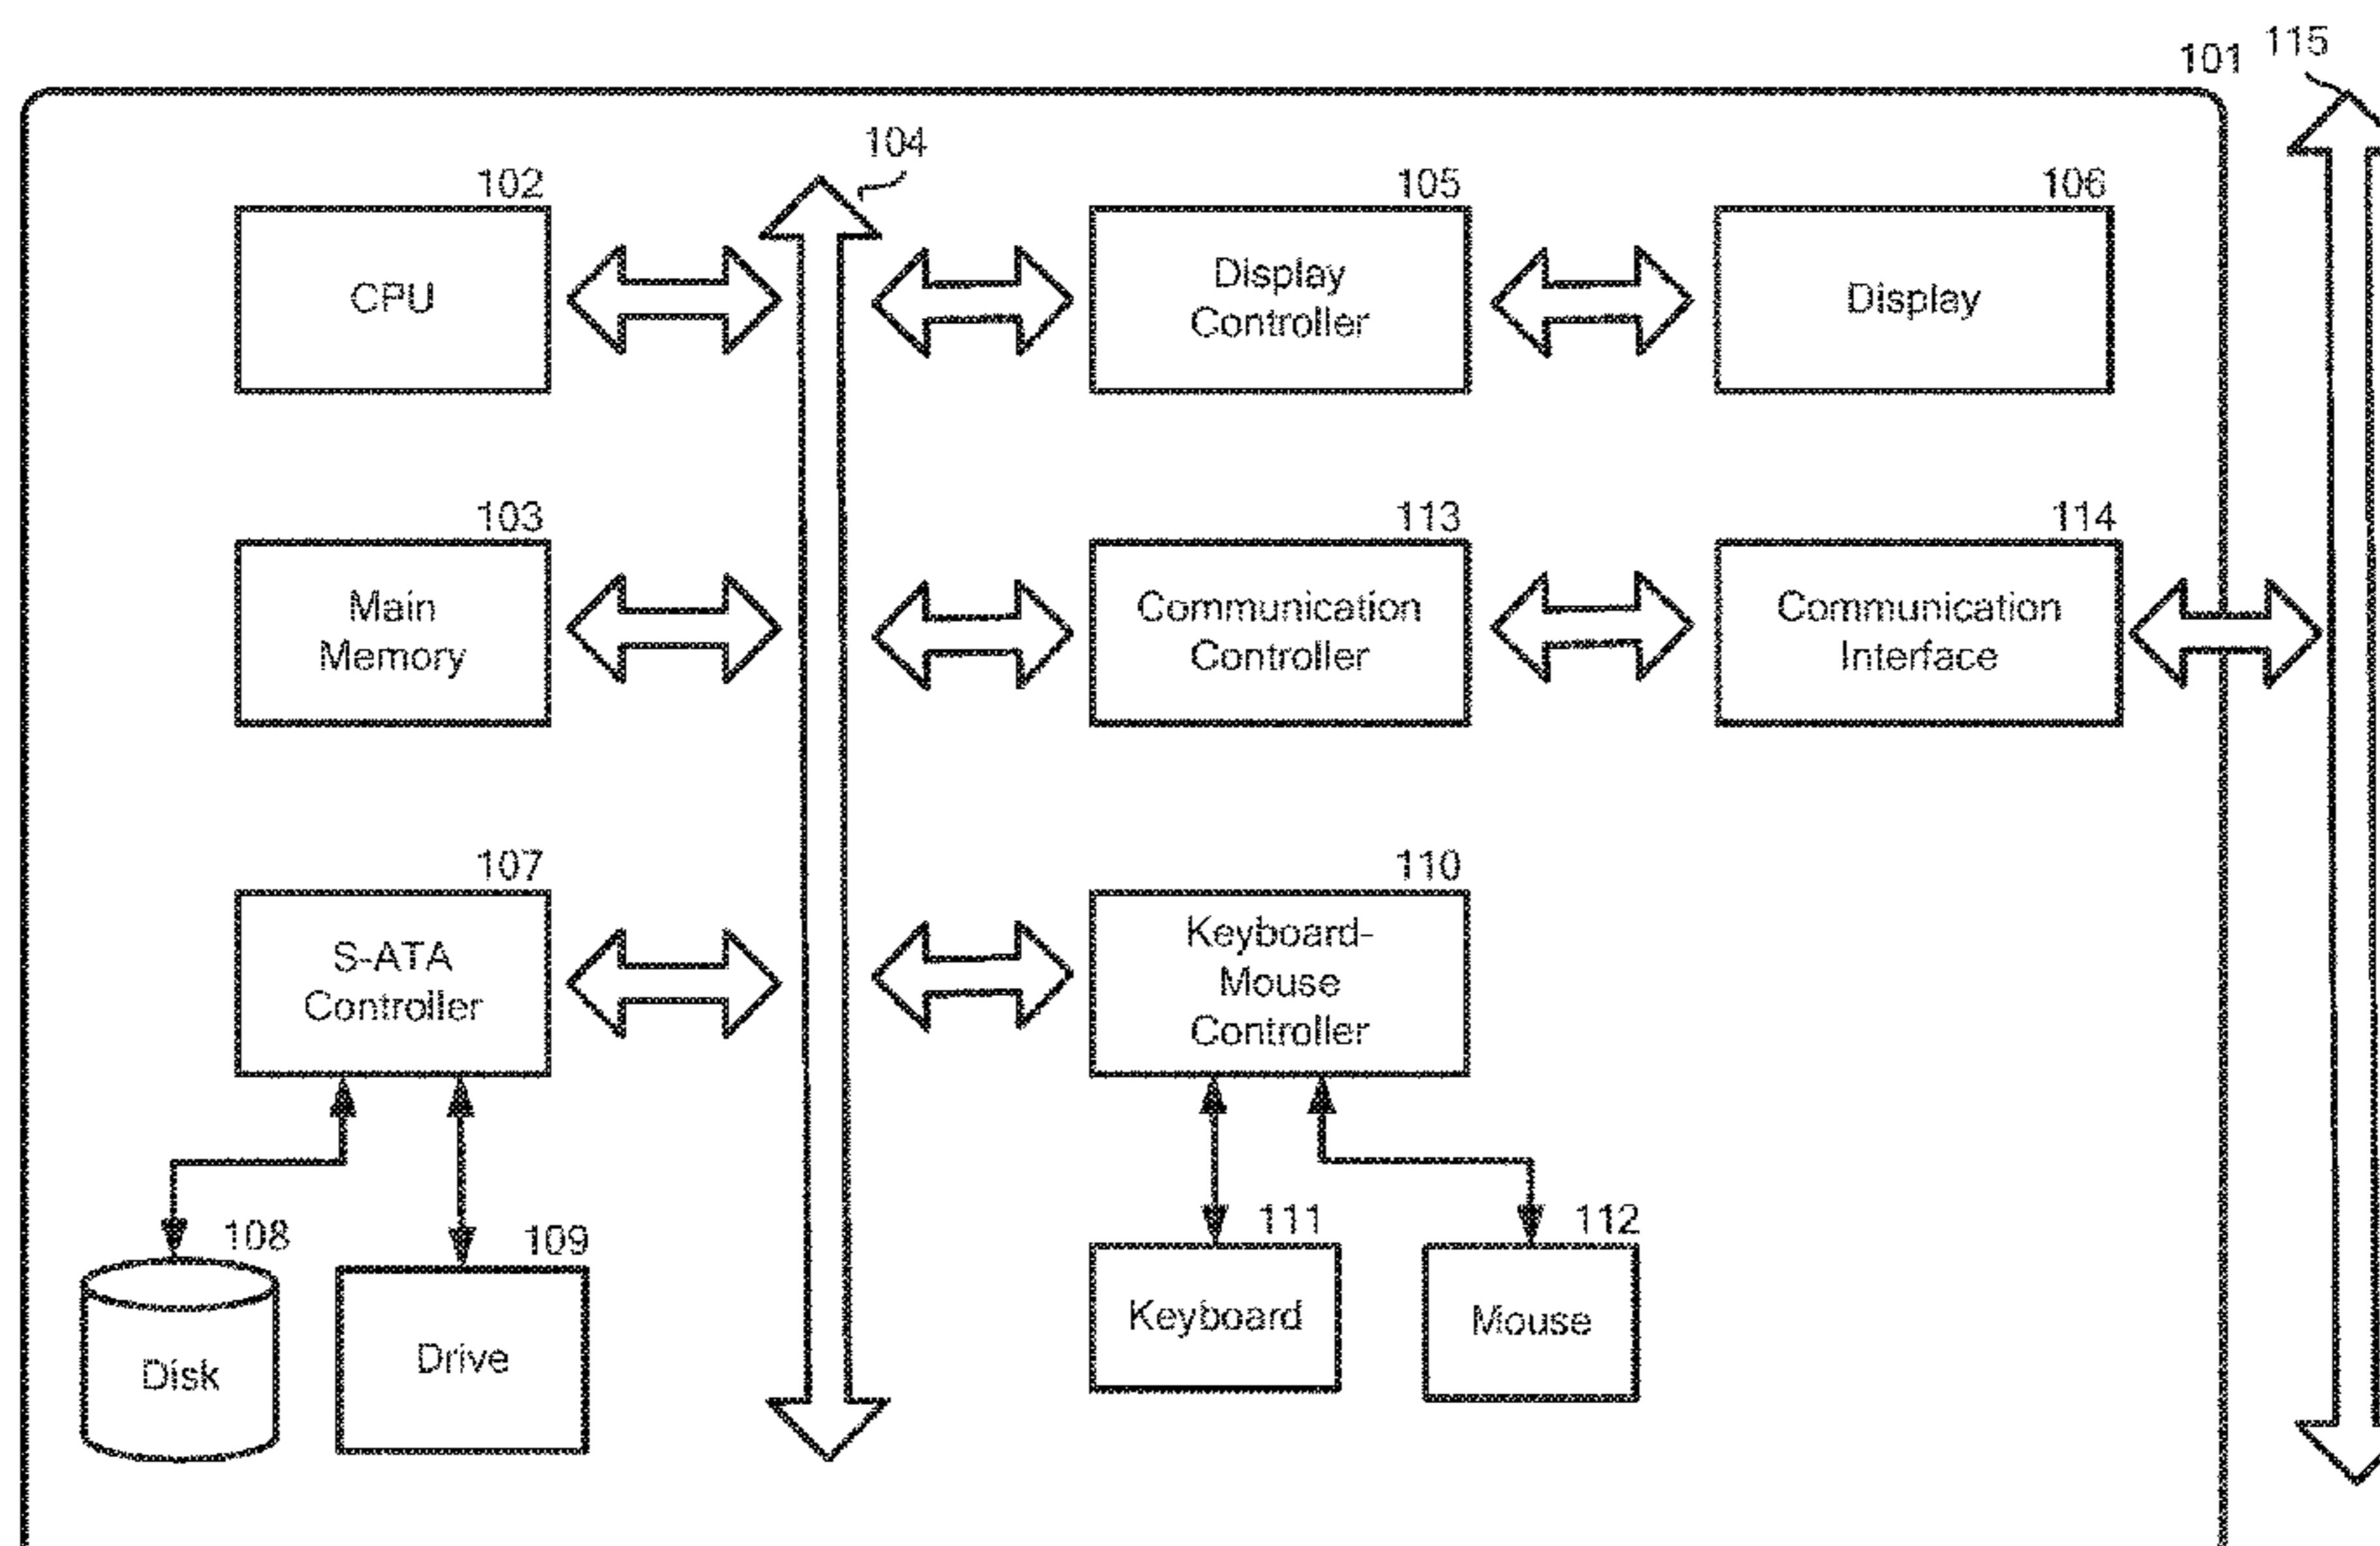 101 115
104
102
CPU
105
Display
Controller
106
Display
103
Main
Memory
113
Communication
Controller
114
Communication
Interface
107
S-ATA
Controller
110
Keyboard-
Mouse
Controller
108
Disk
109
Drive
111
Keyboard
112
Mouse